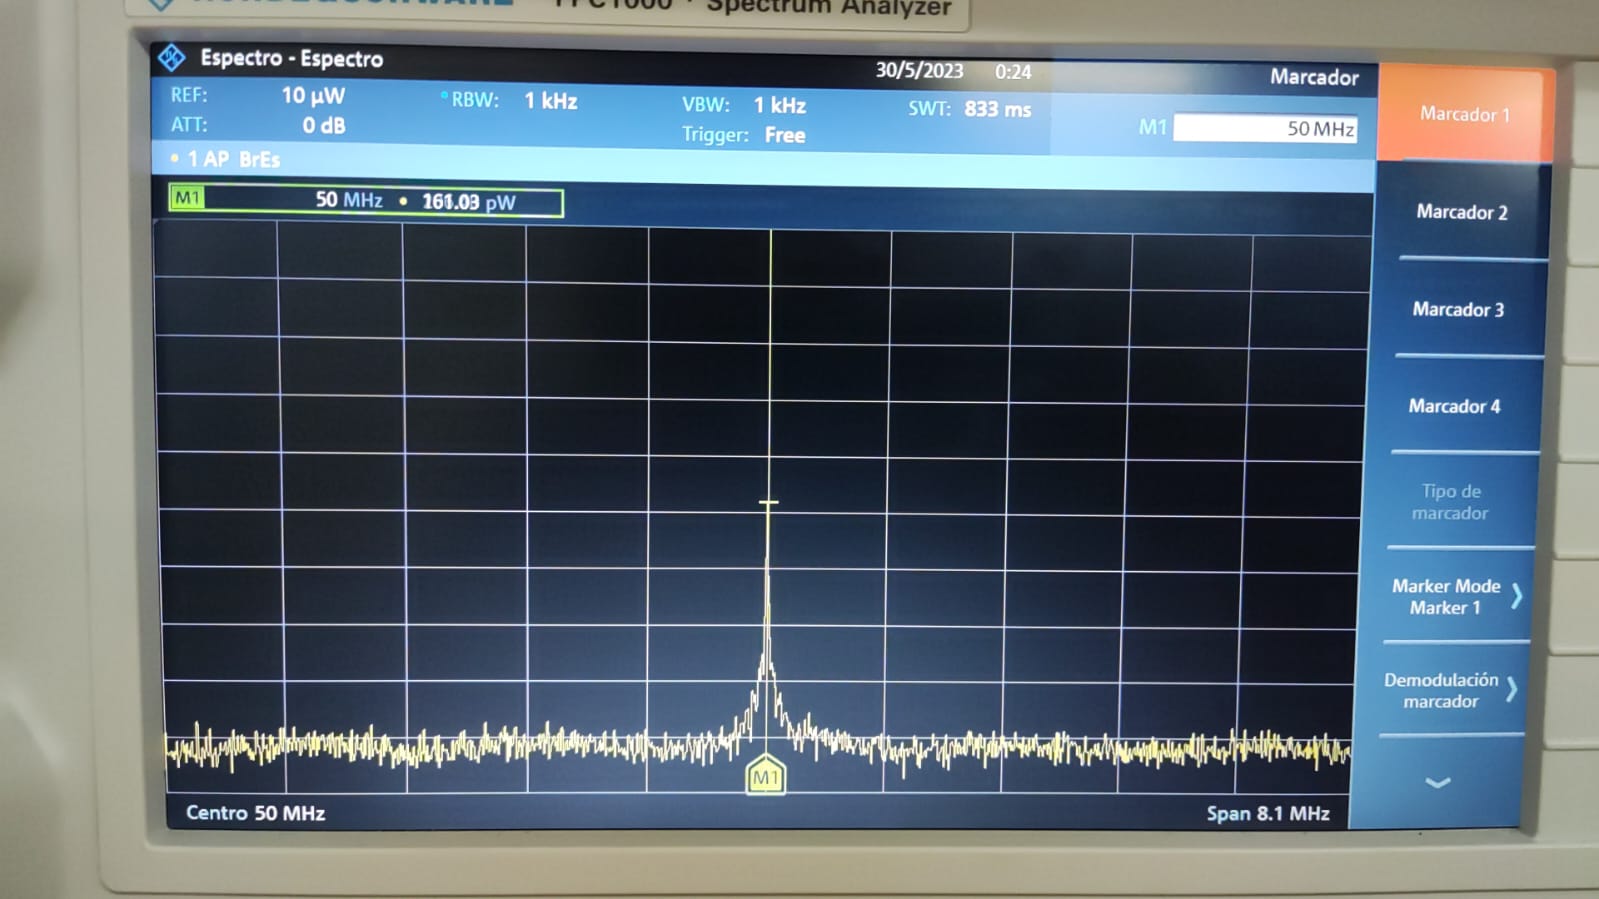 FPC1000 · Spectrum Analyzer
Espectro - Espectro 30/5/2023 0:24 Marcador
REF: 10 µW RBW: 1 kHz VBW: 1 kHz SWT: 833 ms M1 50 MHz
ATT: 0 dB Trigger: Free
1 AP BrEs
M1 50 MHz pW
M1
Centro 50 MHz Span 8.1 MHz
Marcador 1
Marcador 2
Marcador 3
Marcador 4
Tipo de
marcador
Marker Mode
Marker 1
Demodulación
marcador